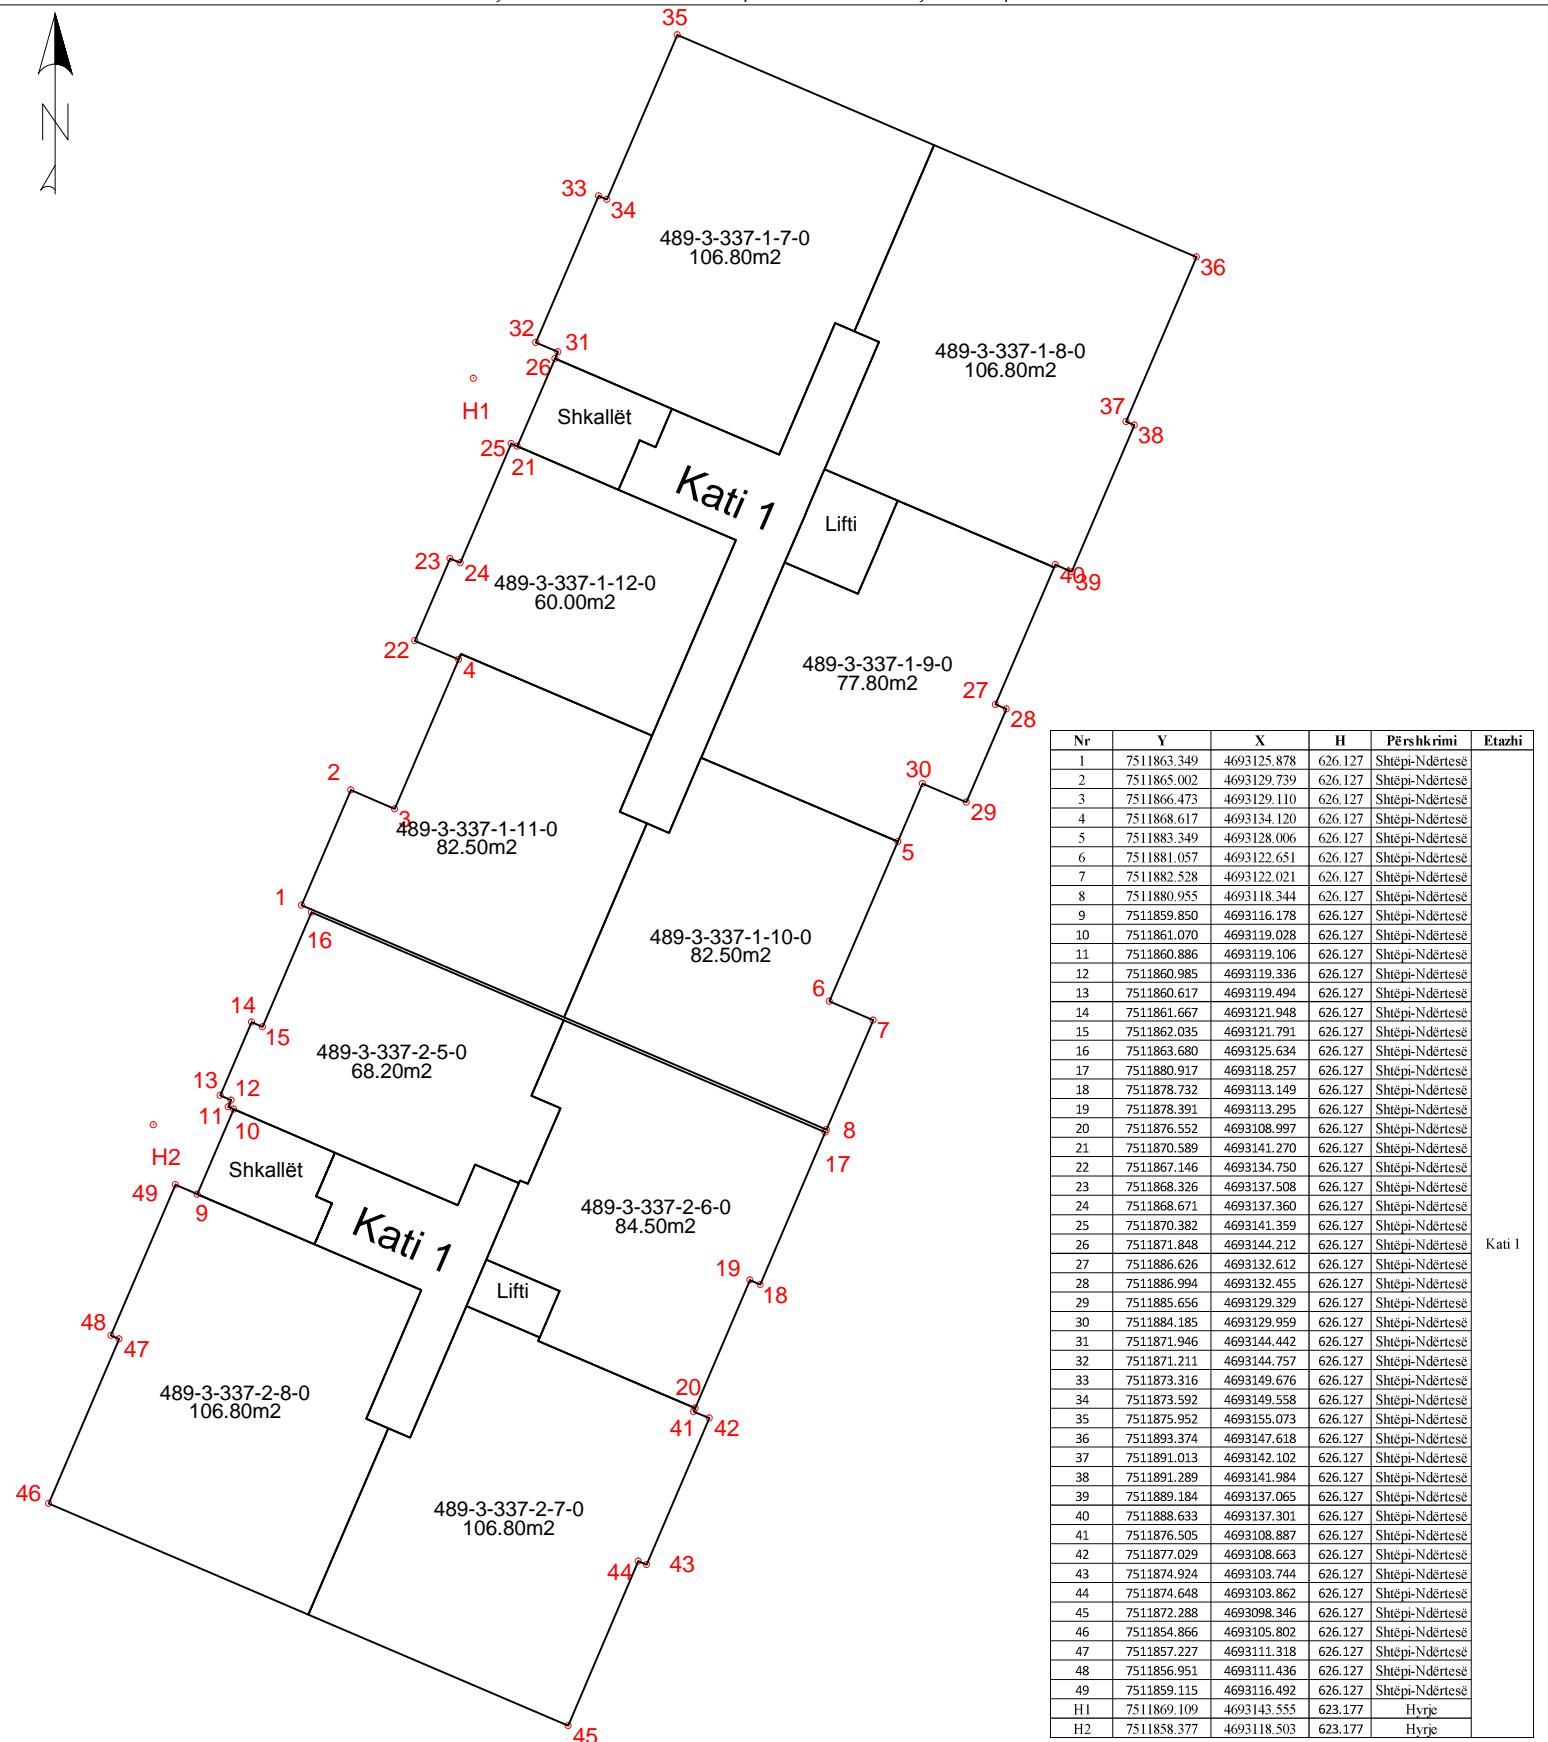 N
35
33
34
489-3-337-1-7-0
106.80m2
36
32
31
26
489-3-337-1-8-0
106.80m2
H1
Shkallët
37
38
25
21
Kati 1
Lifti
23
24
489-3-337-1-12-0
60.00m2
40
39
22
4
489-3-337-1-9-0
77.80m2
27
28
2
3
30
29
489-3-337-1-11-0
82.50m2
5
1
16
489-3-337-1-10-0
82.50m2
6
7
14
15
489-3-337-2-5-0
68.20m2
13
12
11
10
8
17
H2
Shkallët
49
9
489-3-337-2-6-0
84.50m2
Kati 1
19
18
Lifti
48
47
489-3-337-2-8-0
106.80m2
20
41
42
46
489-3-337-2-7-0
106.80m2
44
43
45
Nr Y X H Përshkrimi Etazhi
1 7511863.349 4693125.878 626.127 Shtëpi-Ndërtesë
2 7511865.002 4693129.739 626.127 Shtëpi-Ndërtesë
3 7511866.473 4693129.110 626.127 Shtëpi-Ndërtesë
4 7511868.617 4693134.120 626.127 Shtëpi-Ndërtesë
5 7511883.349 4693128.006 626.127 Shtëpi-Ndërtesë
6 7511881.057 4693122.651 626.127 Shtëpi-Ndërtesë
7 7511882.528 4693122.021 626.127 Shtëpi-Ndërtesë
8 7511880.955 4693118.344 626.127 Shtëpi-Ndërtesë
9 7511859.850 4693116.178 626.127 Shtëpi-Ndërtesë
10 7511861.070 4693119.028 626.127 Shtëpi-Ndërtesë
11 7511860.886 4693119.106 626.127 Shtëpi-Ndërtesë
12 7511860.985 4693119.336 626.127 Shtëpi-Ndërtesë
13 7511860.617 4693119.494 626.127 Shtëpi-Ndërtesë
14 7511861.667 4693121.948 626.127 Shtëpi-Ndërtesë
15 7511862.035 4693121.791 626.127 Shtëpi-Ndërtesë
16 7511863.680 4693125.634 626.127 Shtëpi-Ndërtesë
17 7511880.917 4693118.257 626.127 Shtëpi-Ndërtesë
18 7511878.732 4693113.149 626.127 Shtëpi-Ndërtesë
19 7511878.391 4693113.295 626.127 Shtëpi-Ndërtesë
20 7511876.552 4693108.997 626.127 Shtëpi-Ndërtesë
21 7511870.589 4693141.270 626.127 Shtëpi-Ndërtesë
22 7511867.146 4693134.750 626.127 Shtëpi-Ndërtesë
23 7511868.326 4693137.508 626.127 Shtëpi-Ndërtesë
24 7511868.671 4693137.360 626.127 Shtëpi-Ndërtesë
25 7511870.382 4693141.359 626.127 Shtëpi-Ndërtesë
26 7511871.848 4693144.212 626.127 Shtëpi-Ndërtesë Kati 1
27 7511886.626 4693132.612 626.127 Shtëpi-Ndërtesë
28 7511886.994 4693132.455 626.127 Shtëpi-Ndërtesë
29 7511885.656 4693129.329 626.127 Shtëpi-Ndërtesë
30 7511884.185 4693129.959 626.127 Shtëpi-Ndërtesë
31 7511871.946 4693144.442 626.127 Shtëpi-Ndërtesë
32 7511871.211 4693144.757 626.127 Shtëpi-Ndërtesë
33 7511873.316 4693149.676 626.127 Shtëpi-Ndërtesë
34 7511873.592 4693149.558 626.127 Shtëpi-Ndërtesë
35 7511875.952 4693155.073 626.127 Shtëpi-Ndërtesë
36 7511893.374 4693147.618 626.127 Shtëpi-Ndërtesë
37 7511891.013 4693142.102 626.127 Shtëpi-Ndërtesë
38 7511891.289 4693141.984 626.127 Shtëpi-Ndërtesë
39 7511889.184 4693137.065 626.127 Shtëpi-Ndërtesë
40 7511888.633 4693137.301 626.127 Shtëpi-Ndërtesë
41 7511876.505 4693108.887 626.127 Shtëpi-Ndërtesë
42 7511877.029 4693108.663 626.127 Shtëpi-Ndërtesë
43 7511874.924 4693103.744 626.127 Shtëpi-Ndërtesë
44 7511874.648 4693103.862 626.127 Shtëpi-Ndërtesë
45 7511872.288 4693098.346 626.127 Shtëpi-Ndërtesë
46 7511854.866 4693105.802 626.127 Shtëpi-Ndërtesë
47 7511857.227 4693111.318 626.127 Shtëpi-Ndërtesë
48 7511856.951 4693111.436 626.127 Shtëpi-Ndërtesë
49 7511859.115 4693116.492 626.127 Shtëpi-Ndërtesë
H1 7511869.109 4693143.555 623.177 Hyrje
H2 7511858.377 4693118.503 623.177 Hyrje